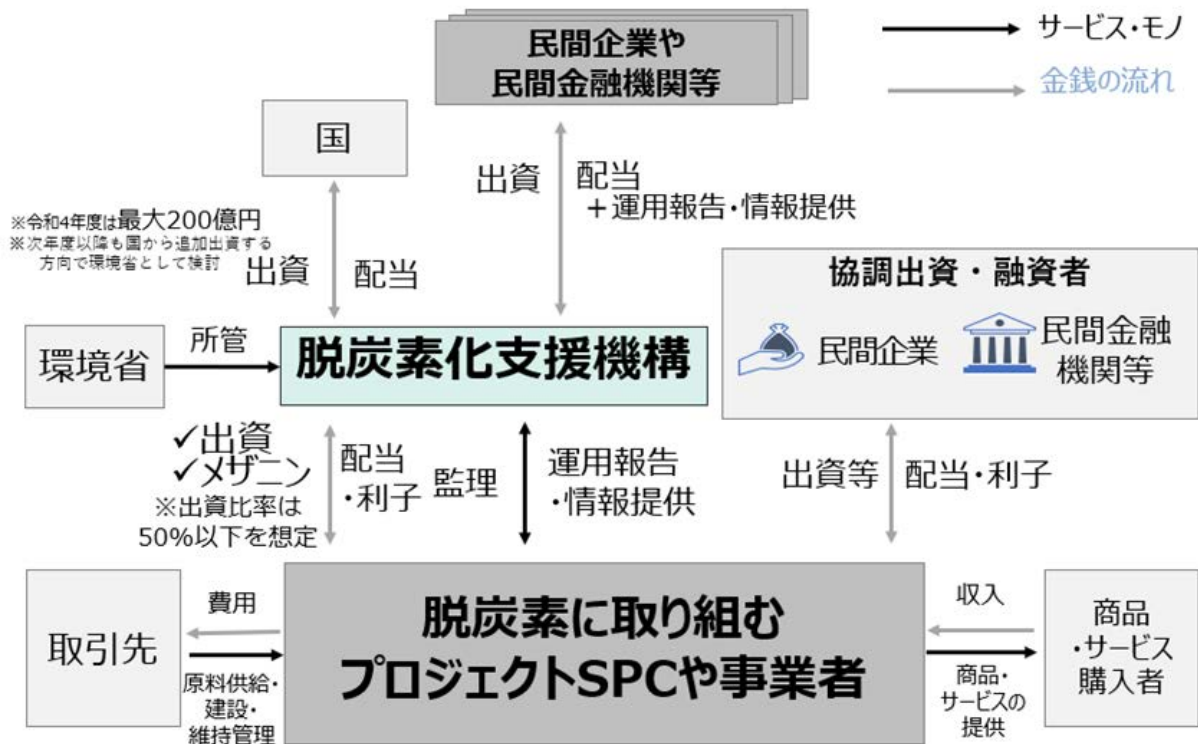 民間企業や
民間金融機関等
サービス・モノ
金銭の流れ
国
出資
配当
＋運用報告・情報提供
※令和4年度は最大200億円
※次年度以降も国から追加出資する
方向で環境省として検討
出資
配当
協調出資・融資者
民間企業
民間金融
機関等
環境省
所管
脱炭素化支援機構
✓出資
✓メザニン
※出資比率は
50%以下を想定
配当
・利子
監理
運用報告
・情報提供
出資等
配当・利子
取引先
費用
原料供給・
建設・
維持管理
脱炭素に取り組む
プロジェクトSPCや事業者
収入
商品・
サービスの
提供
商品
・サービス
購入者